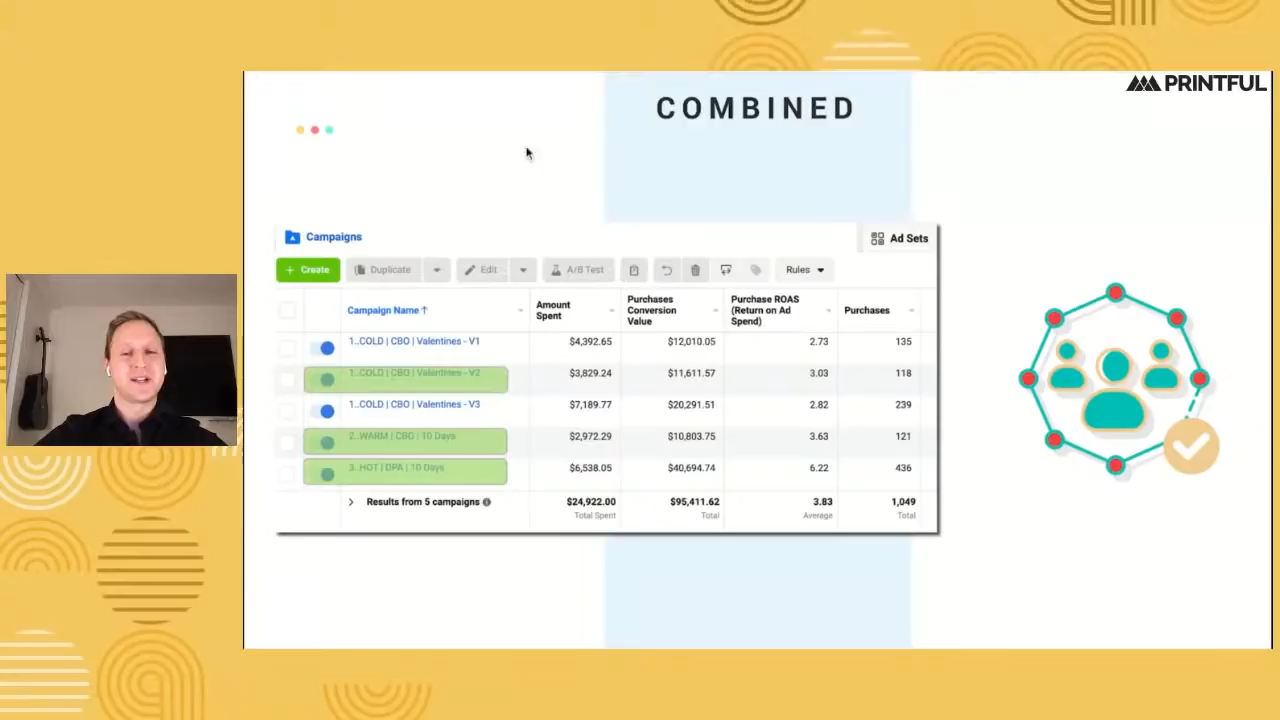 PRINTFUL
COMBINED
Campaigns
Ad Sets
+ Create
Duplicate
Edit
A/B Test
Rules
Campaign Name↑
Amount Spent
Purchases Conversion Value
Purchase ROAS (Return on Ad Spend)
Purchases
1..COLD | CBO | Valentines - V1 $4,392.65 $12,010.05 2.73 135
1..COLD | CBO | Valentines - V2 $3,829.24 $11,611.57 3.03 118
1..COLD | CBO | Valentines - V3 $7,189.77 $20,291.51 2.82 239
2..WARM | CBO | 10 Days $2,972.29 $10,803.75 3.63 121
3..HOT | DPA | 10 Days $6,538.05 $40,694.74 6.22 436
Results from 5 campaigns $24,922.00 $95,411.62 3.83 1,049
Total Spent Total Average Total